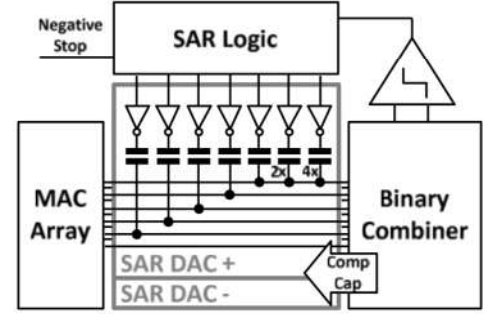 Negative
Stop
SAR Logic
2x
4x
MAC
Array
Binary
Combiner
SAR DAC +
SAR DAC -
Comp
Cap